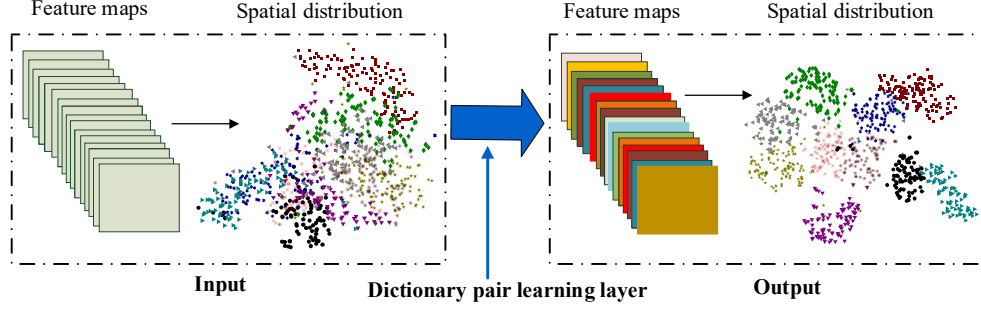 Feature maps
Spatial distribution
Feature maps
Spatial distribution
Input
Dictionary pair learning layer
Output